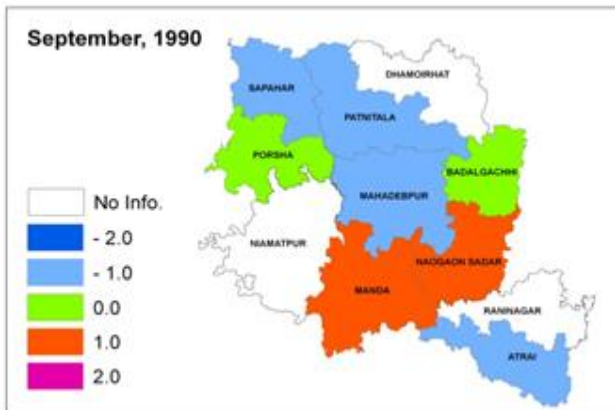 September, 1990
DHAMOIRHAT
SAPAHAR
PATNITALA
PORSHA
BADALGACHHI
MAHADEBPUR
NIAMATPUR
NAOGAON SADAR
MANDA
RANINAGAR
ATRAI
No Info.
- 2.0
- 1.0
0.0
1.0
2.0